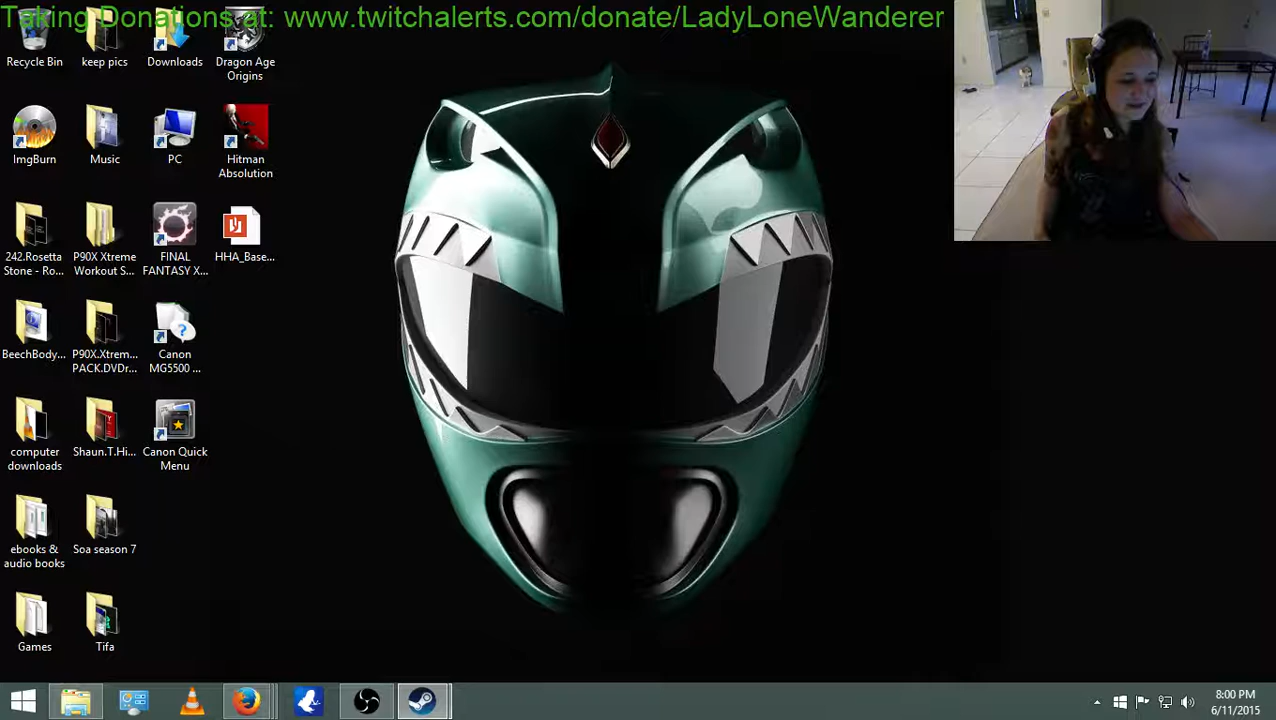 Taking Donations at: www.twitchalerts.com/donate/LadyLoneWanderer
Recycle Bin
keep pics
Downloads
Dragon Age
Origins
ImgBurn
Music
PC
Hitman
Absolution
242.Rosetta
Stone - Ro...
P90X Xtreme
Workout S...
FINAL
FANTASY X...
HHA_Base...
BeechBody...
P90X.Xtrem...
PACK.DVDr...
Canon
MG5500 ...
computer
downloads
Shaun.T.Hi...
Canon Quick
Menu
ebooks &
audio books
Soa season 7
Games
Tifa
8:00 PM
6/11/2015